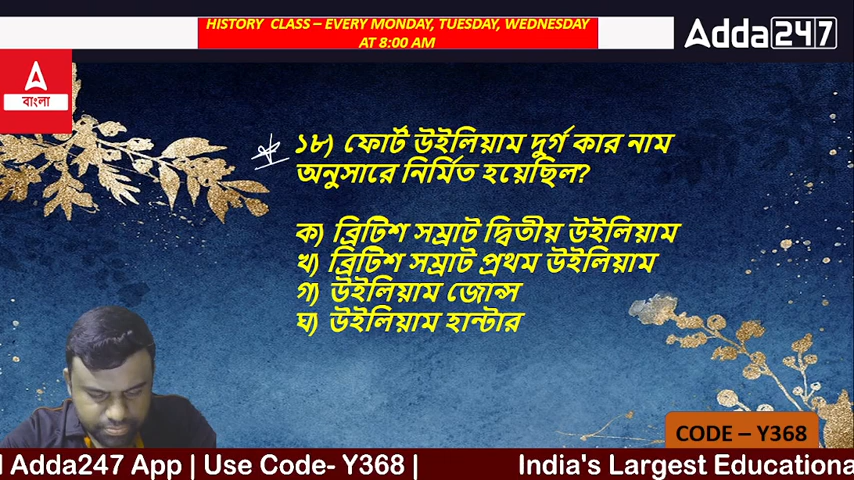 HISTORY CLASS – EVERY MONDAY, TUESDAY, WEDNESDAY
AT 8:00 AM
Adda247
বাংলা
১৮) ফোর্ট উইলিয়াম দুর্গ কার নাম
অনুসারে নির্মিত হয়েছিল?
ক) ব্রিটিশ সম্রাট দ্বিতীয় উইলিয়াম
খ) ব্রিটিশ সম্রাট প্রথম উইলিয়াম
গ) উইলিয়াম জোন্স
ঘ) উইলিয়াম হান্টার
CODE – Y368
Adda247 App | Use Code- Y368 | India's Largest Educationa